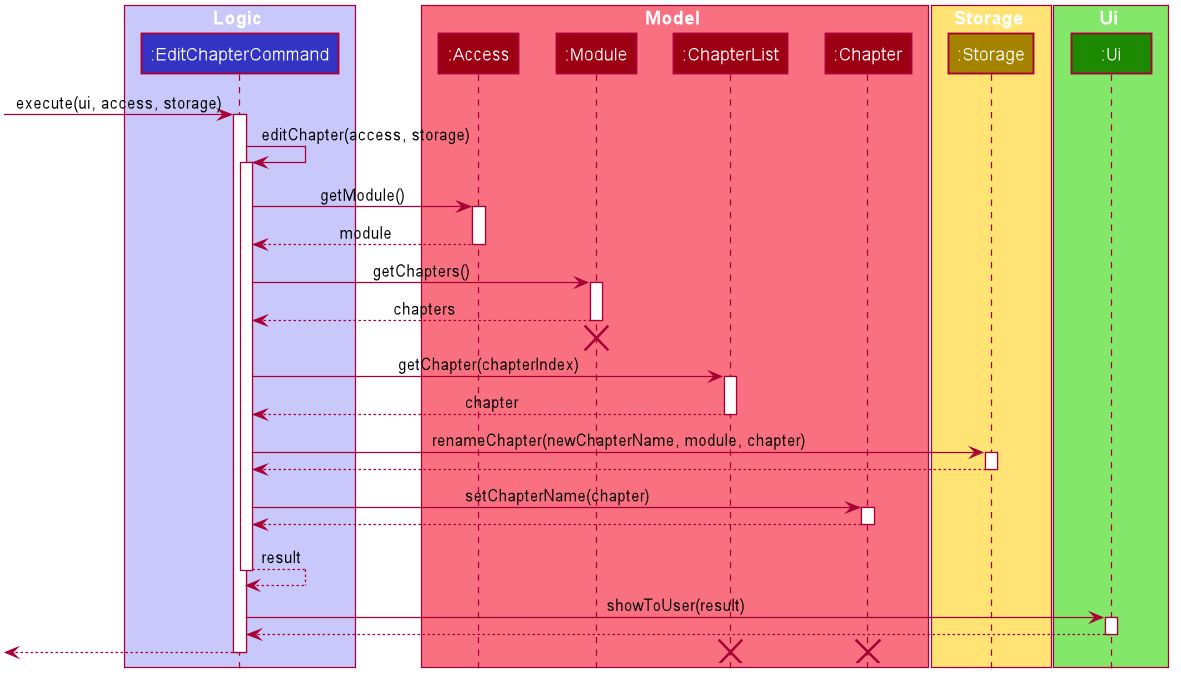 Logic
Model
Storage
Ui
:EditChapterCommand
:Access
:Module
:ChapterList
:Chapter
:Storage
:Ui
execute(ui, access, storage)
editChapter(access, storage)
getModule()
module
getChapters()
chapters
getChapter(chapterIndex)
chapter
renameChapter(newChapterName, module, chapter)
setChapterName(chapter)
result
showToUser(result)